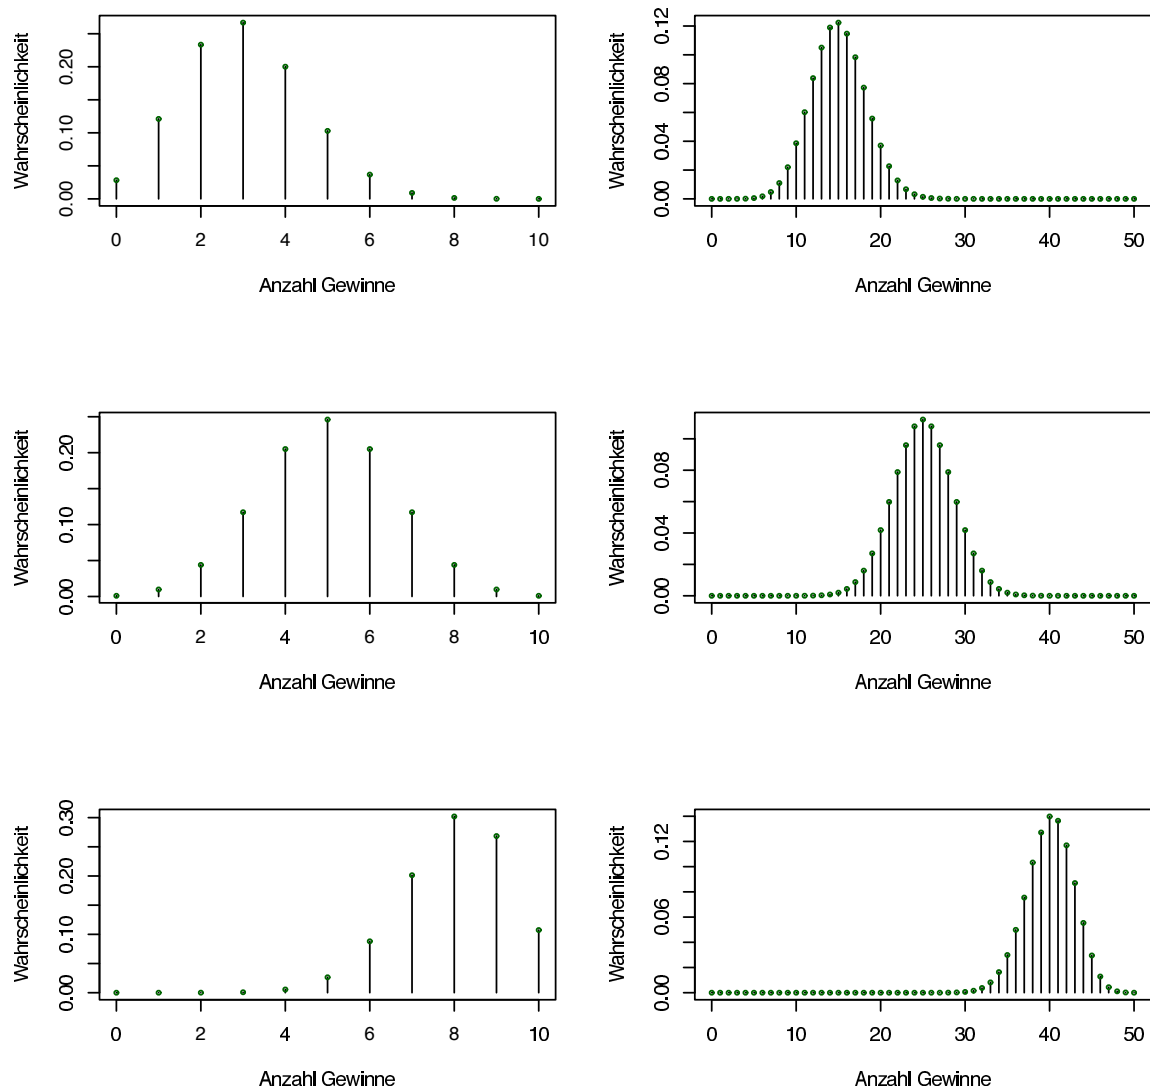 Wahrscheinlichkeit
0.00 0.10 0.20
0 2 4 6 8 10
Anzahl Gewinne
Wahrscheinlichkeit
0.00 0.04 0.08 0.12
0 10 20 30 40 50
Anzahl Gewinne
Wahrscheinlichkeit
0.00 0.10 0.20
0 2 4 6 8 10
Anzahl Gewinne
Wahrscheinlichkeit
0.00 0.04 0.08
0 10 20 30 40 50
Anzahl Gewinne
Wahrscheinlichkeit
0.00 0.10 0.20 0.30
0 2 4 6 8 10
Anzahl Gewinne
Wahrscheinlichkeit
0.00 0.06 0.12
0 10 20 30 40 50
Anzahl Gewinne